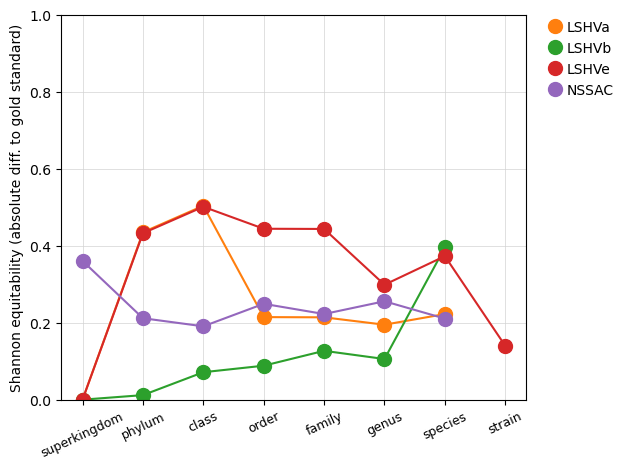 Shannon equitability (absolute diff. to gold standard)
1.0
0.8
0.6
0.4
0.2
0.0
superkingdom
phylum
class
order
family
genus
species
strain
LSHVa
LSHVb
LSHVe
NSSAC